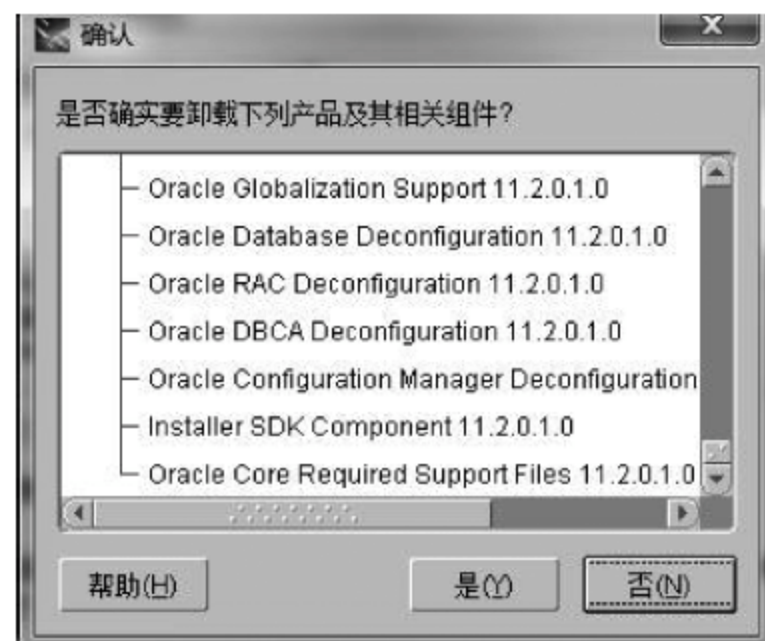 确认
X
是否确实要卸载下列产品及其相关组件?
Oracle Globalization Support 11.2.0.1.0
Oracle Database Deconfiguration 11.2.0.1.0
Oracle RAC Deconfiguration 11.2.0.1.0
Oracle DBCA Deconfiguration 11.2.0.1.0
Oracle Configuration Manager Deconfiguration
Installer SDK Component 11.2.0.1.0
Oracle Core Required Support Files 11.2.0.1.0
帮助(H) 是(Y) 否(N)